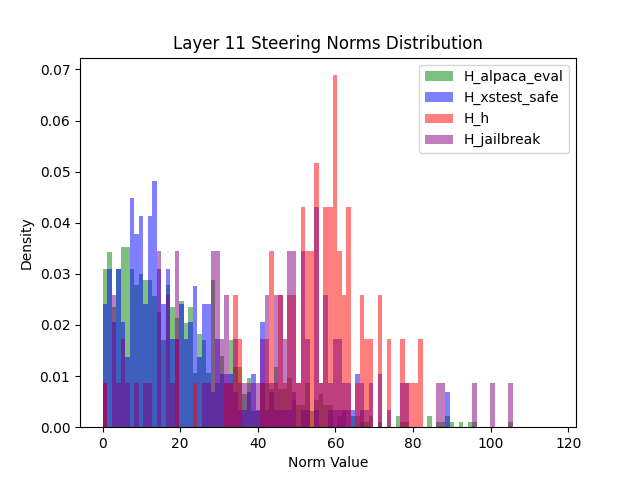 Layer 11 Steering Norms Distribution
H_alpaca_eval
H_xstest_safe
H_h
H_jailbreak
0.07
0.06
0.05
0.04
0.03
0.02
0.01
0.00
Density
0 20 40 60 80 100 120
Norm Value